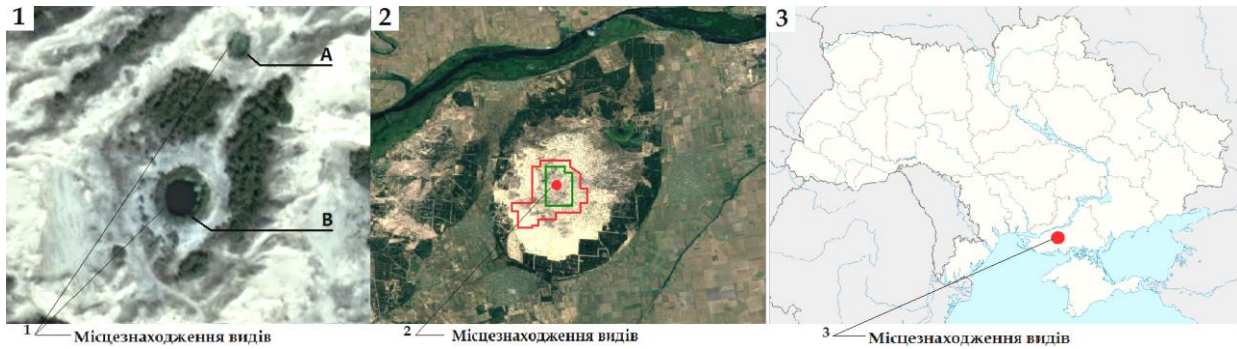 1
A
B
1 Місцезнаходження видів
2
2 Місцезнаходження видів
3
3 Місцезнаходження видів